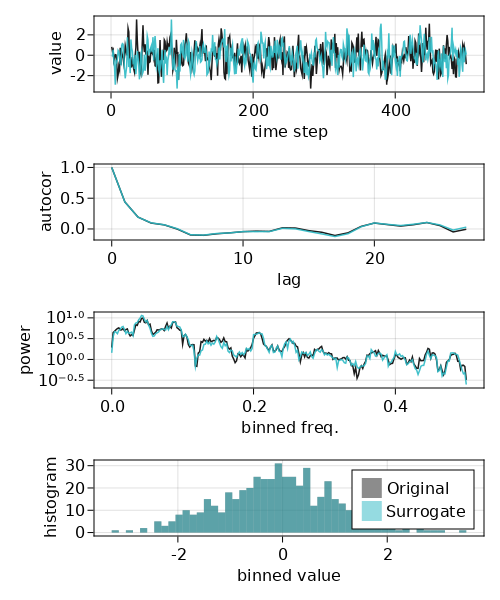 value
2
0
-2
0
200
400
time step
autocor
1.0
0.5
0.0
0
10
20
lag
power
10^1.0
10^0.5
10^0.0
10^-0.5
0.0
0.2
0.4
binned freq.
histogram
30
20
10
0
Original
Surrogate
-2
0
2
binned value